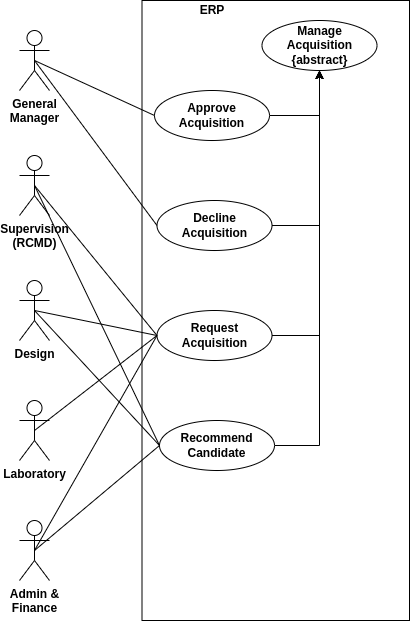 ERP
Manage
Acquisition
{abstract}
General
Manager
Approve
Acquisition
Supervision
(RCMD)
Decline
Acquisition
Design
Request
Acquisition
Laboratory
Recommend
Candidate
Admin &
Finance